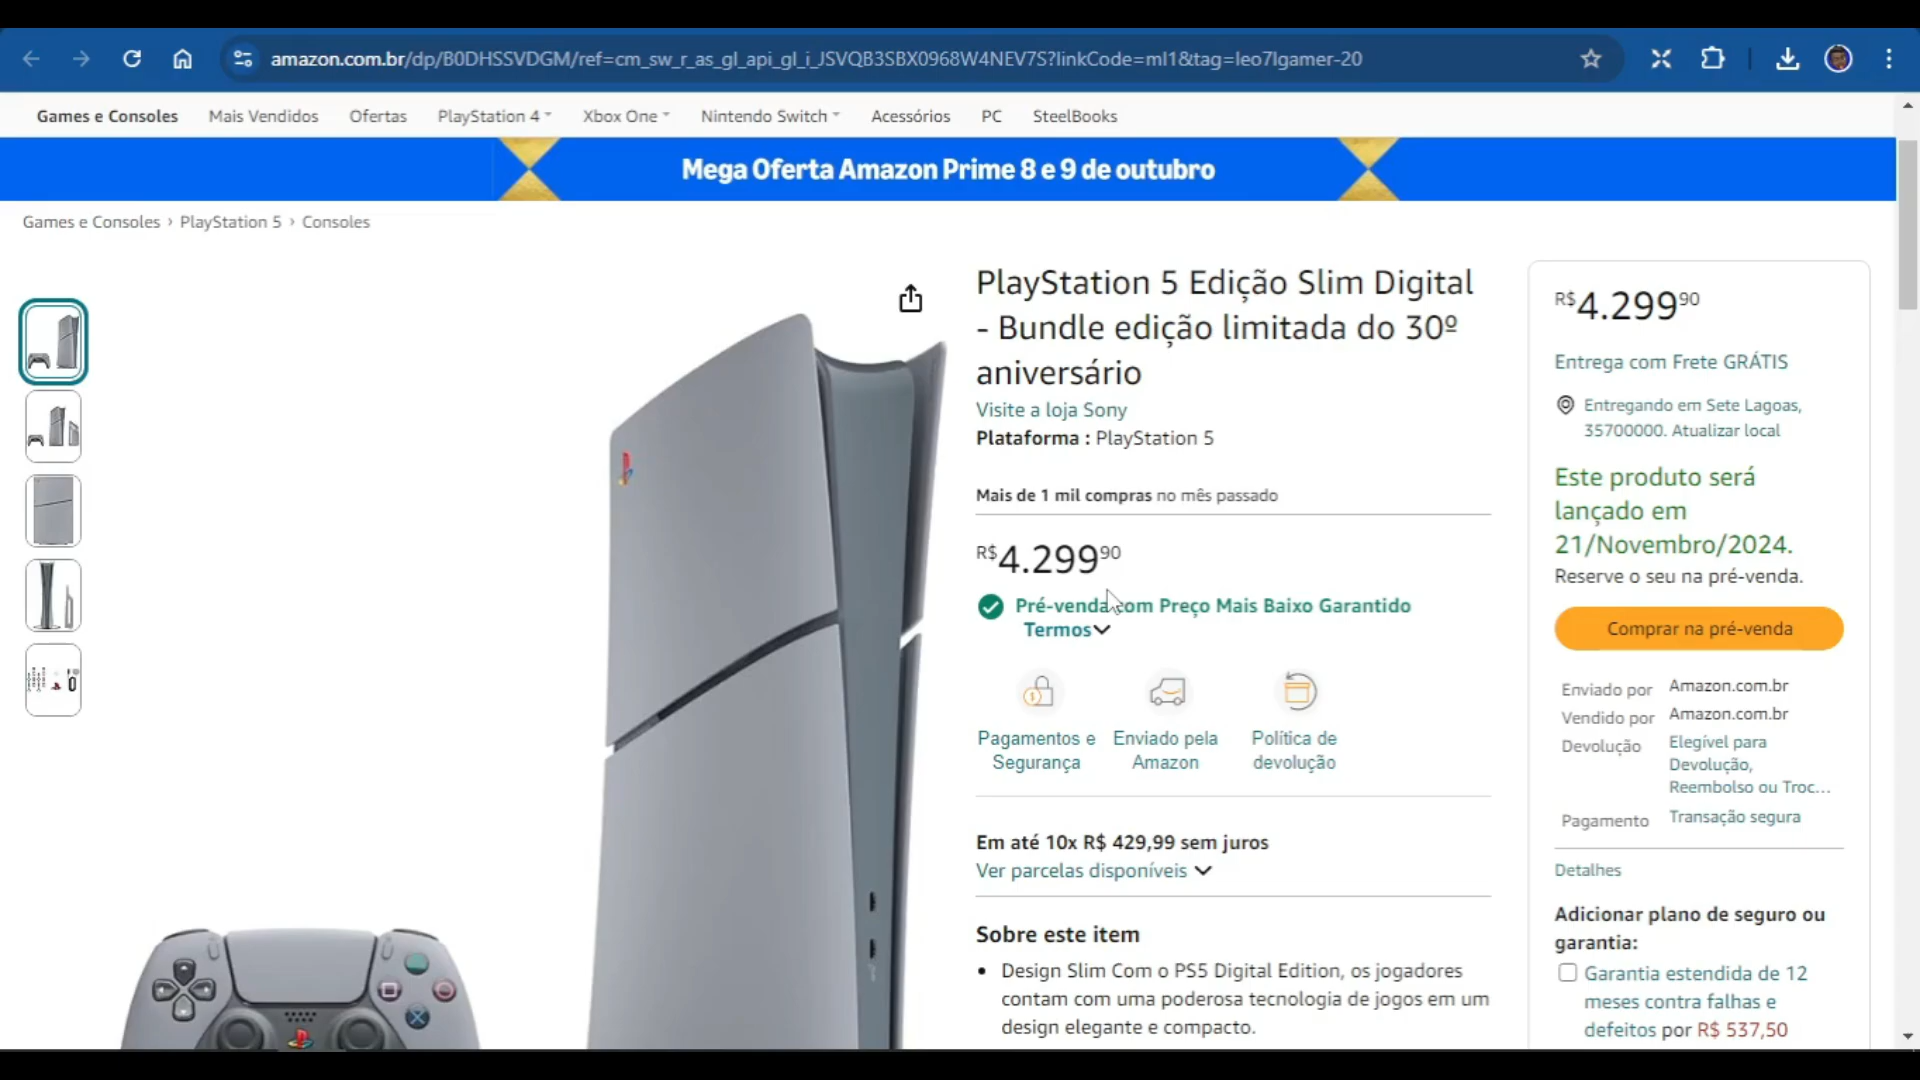 amazon.com.br/dp/B0DHSSVDGM/ref=cm_sw_r_as_gl_api_gl_i_JSVQB3SBX0968W4NEV7S?linkCode=ml1&tag=leo7lgamer-20
Games e Consoles Mais Vendidos Ofertas PlayStation 4 Xbox One Nintendo Switch Acessórios PC SteelBooks
Mega Oferta Amazon Prime 8 e 9 de outubro
Games e Consoles › PlayStation 5 › Consoles
PlayStation 5 Edição Slim Digital
- Bundle edição limitada do 30º
aniversário
Visite a loja Sony
Plataforma : PlayStation 5
Mais de 1 mil compras no mês passado
R$4.29990
Pré-venda com Preço Mais Baixo Garantido
Termos
Pagamentos e
Segurança
Enviado pela
Amazon
Política de
devolução
Em até 10x R$ 429,99 sem juros
Ver parcelas disponíveis
Sobre este item
• Design Slim Com o PS5 Digital Edition, os jogadores
contam com uma poderosa tecnologia de jogos em um
design elegante e compacto.
R$4.29990
Entrega com Frete GRÁTIS
Entregando em Sete Lagoas,
35700000. Atualizar local
Este produto será
lançado em
21/Novembro/2024.
Reserve o seu na pré-venda.
Comprar na pré-venda
Enviado por Amazon.com.br
Vendido por Amazon.com.br
Devolução Elegível para
Devolução,
Reembolso ou Troc...
Pagamento Transação segura
Detalhes
Adicionar plano de seguro ou
garantia:
Garantia estendida de 12
meses contra falhas e
defeitos por R$ 537,50